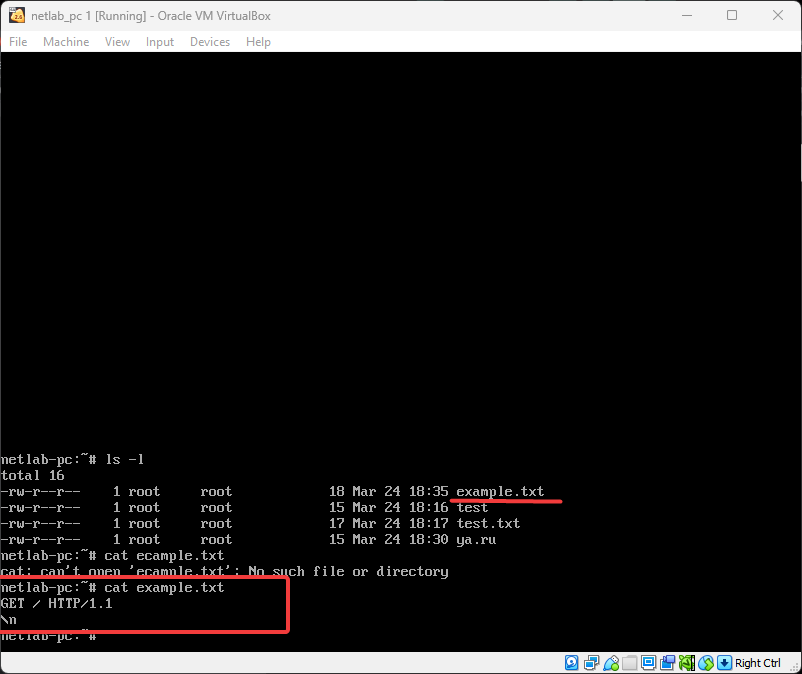 netlab_pc 1 [Running] - Oracle VM VirtualBox
File Machine View Input Devices Help
netlab-pc:~# ls -l
total 16
-rw-r--r-- 1 root root 18 Mar 24 18:35 example.txt
-rw-r--r-- 1 root root 15 Mar 24 18:16 test
-rw-r--r-- 1 root root 17 Mar 24 18:17 test.txt
-rw-r--r-- 1 root root 15 Mar 24 18:30 ya.ru
netlab-pc:~# cat ecample.txt
cat: can't open 'ecample.txt': No such file or directory
netlab-pc:~# cat example.txt
GET / HTTP/1.1
\n
netlab-pc:~#
Right Ctrl